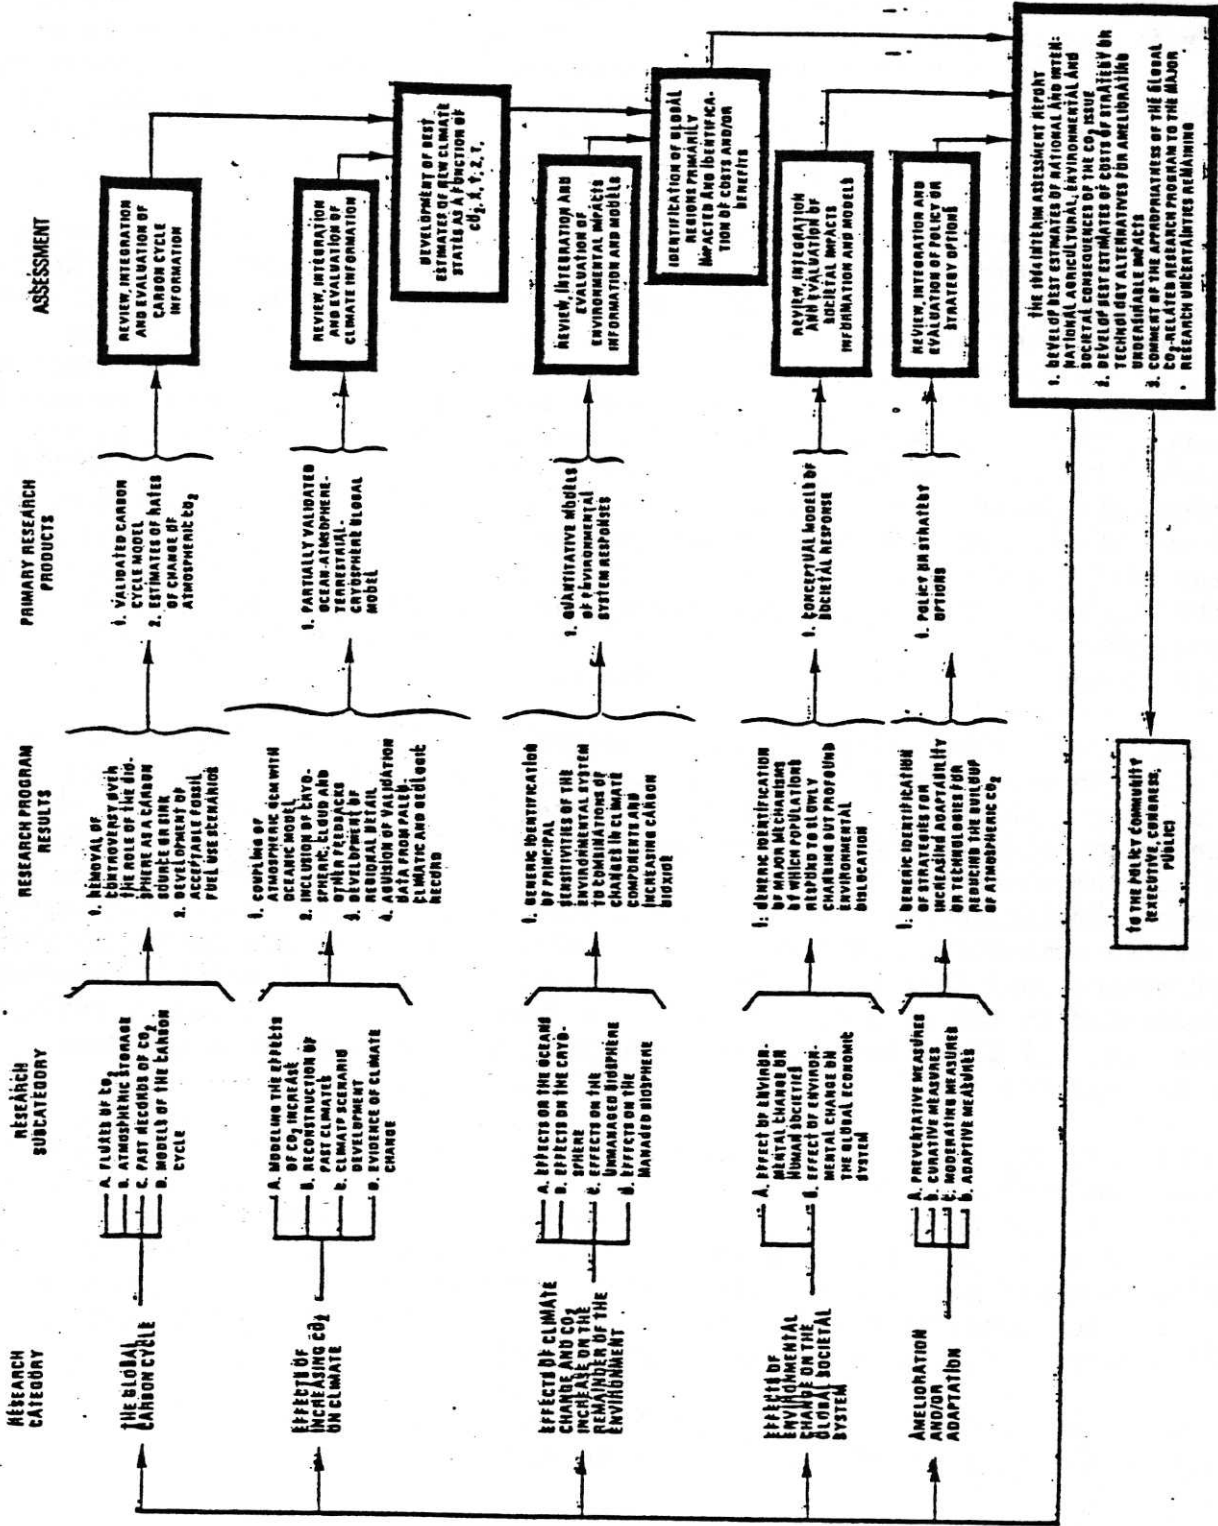 RESEARCH
CATEGORY
RESEARCH
SUBCATEGORY
RESEARCH PROGRAM
RESULTS
PRIMARY RESEARCH
PRODUCTS
ASSESSMENT
THE GLOBAL
CARBON CYCLE
A. FLUXES OF CO2
B. ATMOSPHERIC STORAGE
C. PAST RECORDS OF CO2
D. MODELS OF THE CARBON
CYCLE
1. REMOVAL OF
CONTROVERSY OVER
THE ROLE OF THE BIO-
SPHERE AS A CARBON
SOURCE OR SINK
2. DEVELOPMENT OF
ACCEPTABLE FOSSIL
FUEL USE SCENARIOS
1. VALIDATED CARBON
CYCLE MODEL
2. ESTIMATES OF RATES
OF CHANGE OF
ATMOSPHERIC CO2
REVIEW, INTEGRATION
AND EVALUATION OF
CARBON CYCLE
INFORMATION
EFFECTS OF
INCREASING CO2
ON CLIMATE
A. MODELING THE EFFECTS
OF CO2 INCREASE
B. RECONSTRUCTION OF
PAST CLIMATES
C. CLIMATE SCENARIO
DEVELOPMENT
D. EVIDENCE OF CLIMATE
CHANGE
1. COUPLING OF
ATMOSPHERIC GCM WITH
OCEANIC MODEL
2. INCLUSION OF CRYO-
SPHERIC, CLOUD AND
OTHER FEEDBACKS
3. DEVELOPMENT OF
REGIONAL DETAIL
4. AQUISION OF VALIDATION
DATA FROM PALEO-
CLIMATIC AND GEOLOGIC
RECORD
1. PARTIALLY VALIDATED
OCEAN-ATMSOPHERE-
TERRESTRIAL-
CRYOSPHERE GLOBAL
MODEL
REVIEW, INTEGRATION
AND EVALUATION OF
CLIMATE INFORMATION
DEVELOPMENT OF BEST
ESTIMATES OF NEW CLIMATE
STATES AS A FUNCTION OF
CO2, X, Y, Z, T.
EFFECTS OF CLIMATE
CHANGE AND CO2
INCREASE ON THE
REMAINDER OF THE
ENVIRONMENT
A. EFFECTS ON THE OCEANS
B. EFFECTS ON THE CRYO-
SPHERE
C. EFFECTS ON THE
UNMANAGED BIOSPHERE
d. EFFECTS ON THE
MANAGED BIOSPHERE
1. GENERIC IDENTIFICATION
OF PRINCIPAL
SENSITIVITIES OF THE
ENVIRONMENTAL SYSTEM
TO COMBINATIONS OF
CHANGES IN CLIMATE
COMPONENTS AND
INCREASING CARBON
DIOXIDE
1. QUANTITATIVE MODELS
OF ENVIRONMENTAL
SYSTEM RESPONSES
REVIEW, INTEGRATION AND
EVALUATION OF
ENVIRONMENTAL IMPACTS
INFORMATION AND MODELS
IDENTIFICATION OF GLOBAL
REGIONS PRIMARILY
IMPACTED AND IDENTIFICA-
TION OF COSTS AND/OR
BENEFITS
EFFECTS OF
ENVIRONMENTAL
CHANGE ON THE
GLOBAL SOCIETAL
SYSTEM
A. EFFECT OF ENVIRON-
MENTAL CHANGE ON
HUMAN SOCIETIES
B. EFFECT OF ENVIRON-
MENTAL CHANGE ON
THE GLOBAL ECONOMIC
SYSTEM
1. GENERIC IDENTIFICATION
OF MAJOR MECHANISMS
BY WHICH POPULATIONS
RESPOND TO SLOWLY
CHANGING BUT PROFOUND
ENVIRONMENTAL
DISLOCATION
1. CONCEPTUAL MODELS OF
SOCIETAL RESPONSE
REVIEW, INTEGRATION
AND EVALUATION OF
SOCIETAL IMPACTS
INFORMATION AND MODELS
AMELIORATION
AND/OR
ADAPTATION
A. PREVENTATIVE MEASURES
b. CURATIVE MEASURES
C. MODERATING MEASURES
D. ADAPTIVE MEASURES
1. GENERIC IDENTIFICATION
OF STRATEGIES FOR
INCREASING ADAPTABILITY
OR TECHNOLOGIES FOR
REDUCING THE BUILDUP
OF ATMOSPHERIC CO2
1. POLICY OR STRATEGY
OPTIONS
REVIEW, INTEGRATION AND
EVALUATION OF POLICY OR
STRATEGY OPTIONS
THE 1984 INTERIM ASSESSMENT REPORT
1. DEVELOP BEST ESTIMATES OF NATIONAL AND INTER-
NATIONAL AGRICULTURAL, ENVIRONMENTAL AND
SOCIETAL CONSEQUENCES OF THE CO2 ISSUE
2. DEVELOP BEST ESTIMATES OF COSTS OF STRATEGY OR
TECHNOLOGY ALTERNATIVES FOR AMELIORATING
UNDESIRABLE IMPACTS
3. COMMENT OF THE APPROPRIATNESS OF THE GLOBAL
CO2-RELATED RESEARCH PROGRAM TO THE MAJOR
RESEARCH UNCERTAINTIES REMAINING
TO THE POLICY COMMUNITY
(EXECUTIVE, CONGRESS,
PUBLIC)